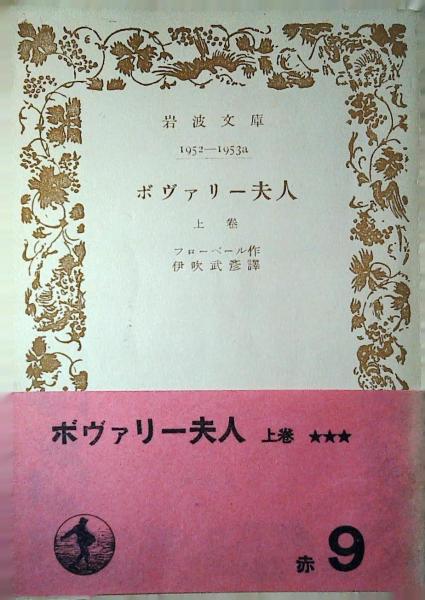 岩波文庫
1952—1953a
ボヴァリー夫人
上巻
フローベール作
伊吹武彦譯
ボヴァリー夫人 上巻 ★★★
赤 9